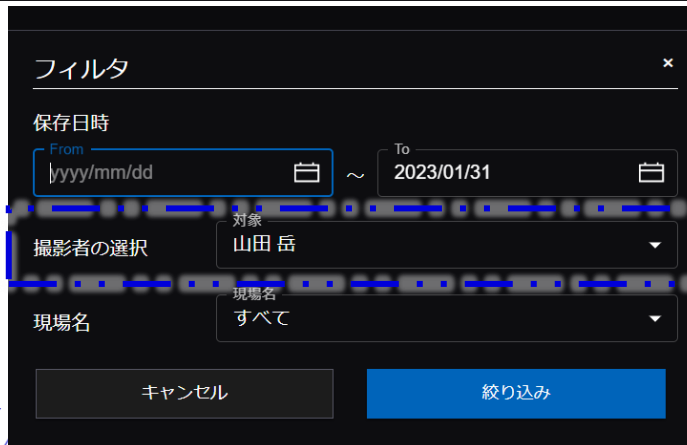 フィルタ ×
保存日時
From To
yyyy/mm/dd ～ 2023/01/31
対象
撮影者の選択 山田 岳
現場名
現場名 すべて
キャンセル 絞り込み